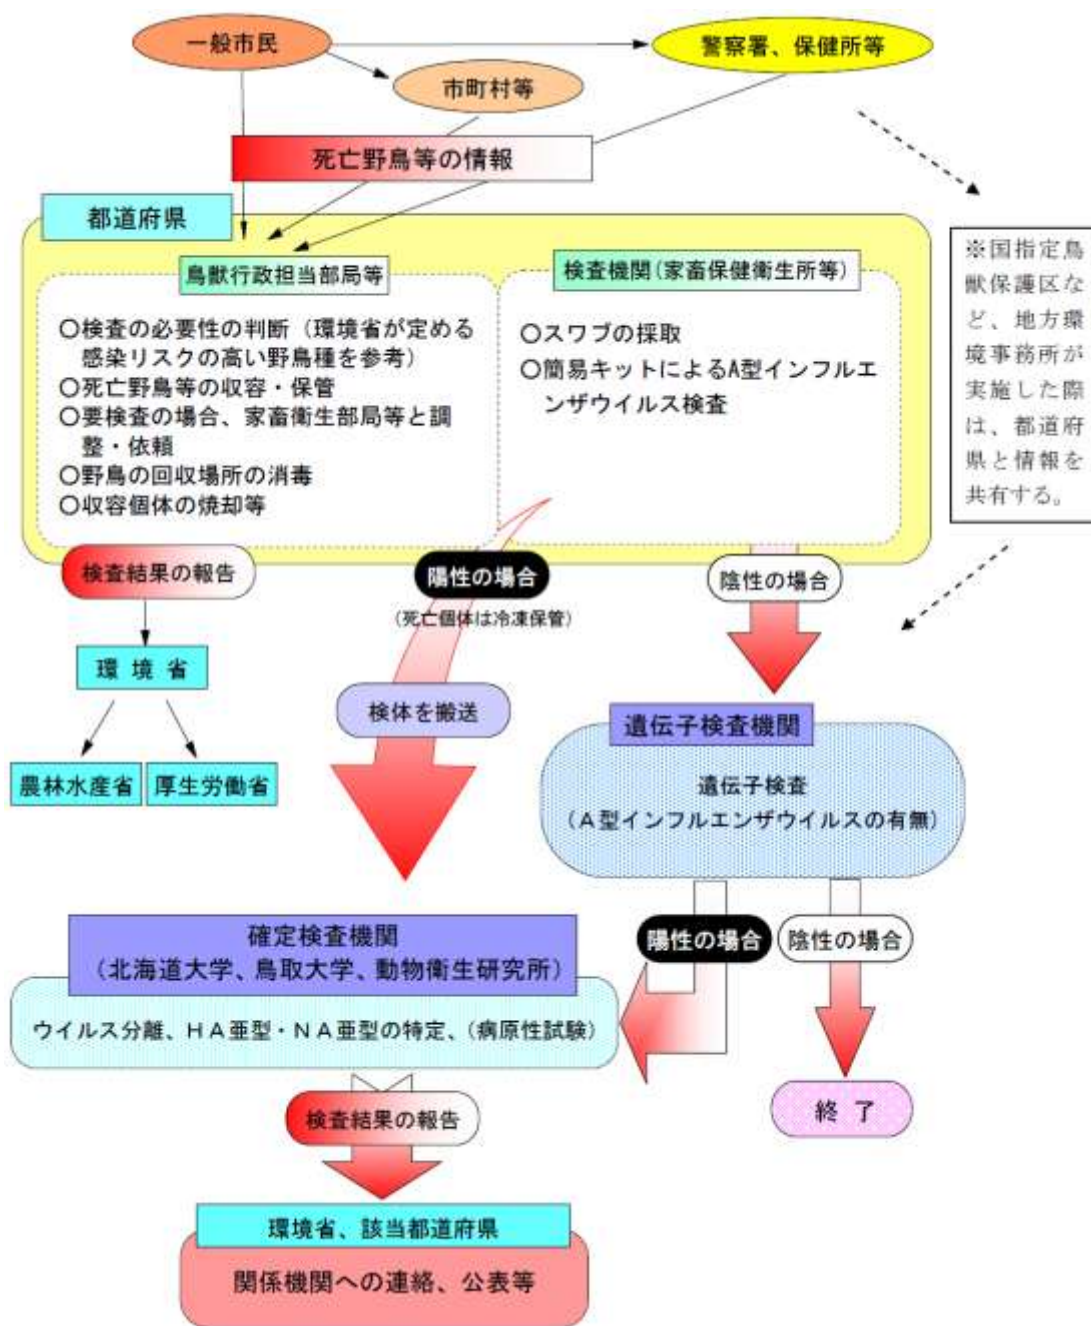 一般市民
警察署、保健所等
市町村等
死亡野鳥等の情報
都道府県
鳥獣行政担当部局等
○検査の必要性の判断（環境省が定める
感染リスクの高い野鳥種を参考）
○死亡野鳥等の収容・保管
○要検査の場合、家畜衛生部局等と調
整・依頼
○野鳥の回収場所の消毒
○収容個体の焼却等
検査機関(家畜保健衛生所等)
○スワブの採取
○簡易キットによるA型インフルエ
ンザウイルス検査
※国指定鳥
獣保護区な
ど、地方環
境事務所が
実施した際
は、都道府
県と情報を
共有する。
検査結果の報告
陽性の場合
(死亡個体は冷凍保管)
陰性の場合
環 境 省
検体を搬送
農林水産省
厚生労働省
遺伝子検査機関
遺伝子検査
(Ａ型インフルエンザウイルスの有無)
陽性の場合
陰性の場合
確定検査機関
(北海道大学、鳥取大学、動物衛生研究所)
ウイルス分離、ＨＡ亜型・ＮＡ亜型の特定、(病原性試験)
終 了
検査結果の報告
環境省、該当都道府県
関係機関への連絡、公表等